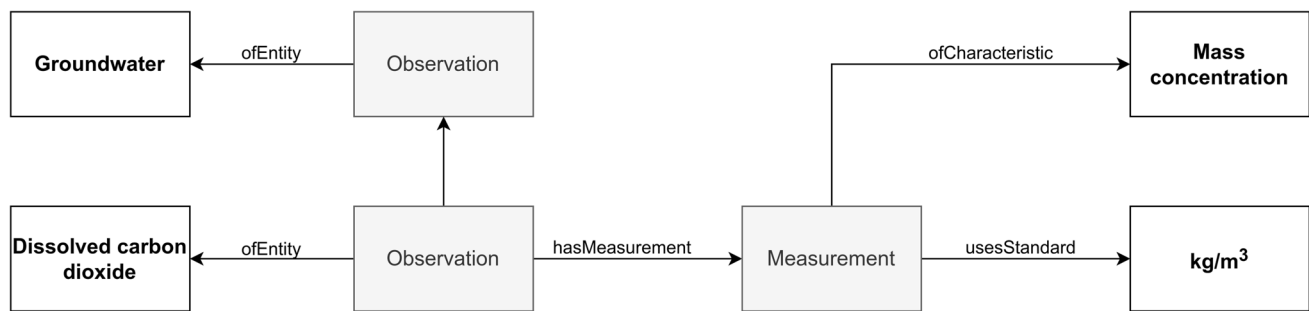 Groundwater
ofEntity
Observation
ofCharacteristic
Mass
concentration
Dissolved carbon
dioxide
ofEntity
Observation
hasMeasurement
Measurement
usesStandard
kg/m³